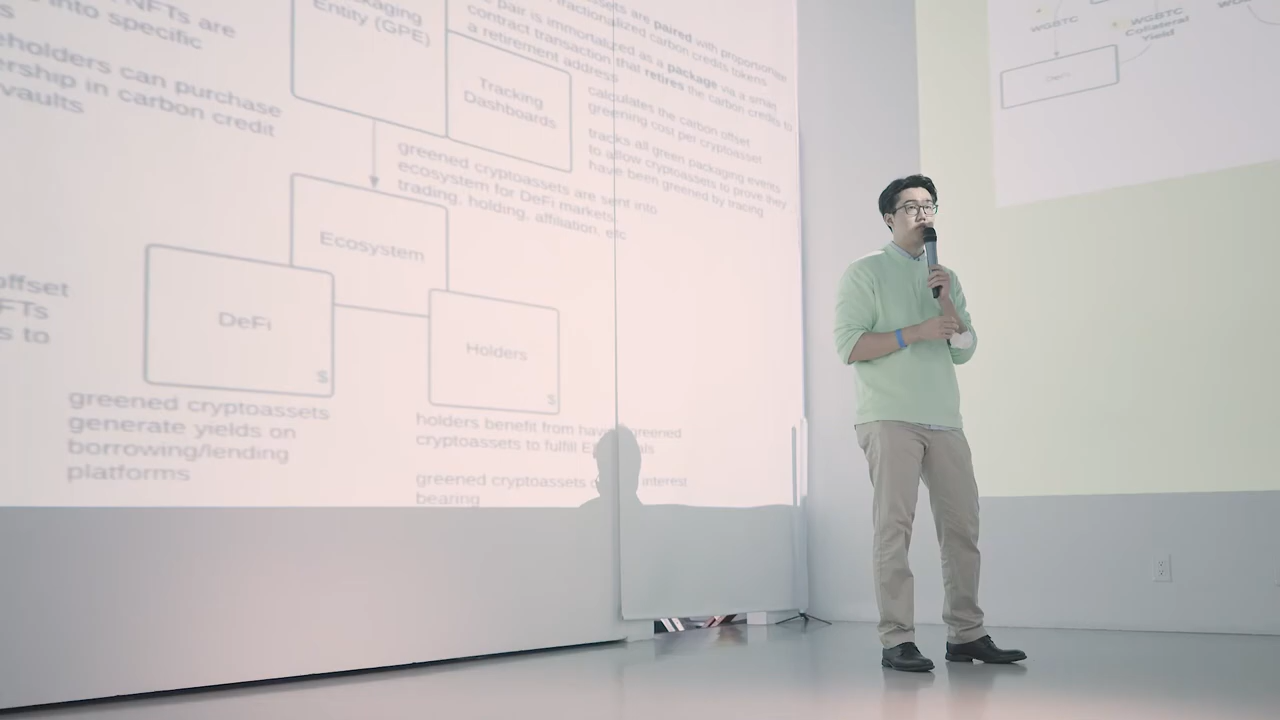 NFTs are
into specific
holders can purchase
ership in carbon credit
vaults
offset
FTs
s to
kaging
Entity (GPE)
Tracking
Dashboards
sets are paired with proportionate
fractionalized carbon credits tokens
pair is immortalized as a package via a smart
contract transaction that retires the carbon credits to
a retirement address
calculates the carbon offset
greening cost per cryptoasset
tracks all green packaging events
to allow cryptoassets to prove they
have been greened by tracing,
greened cryptoassets are sent into
ecosystem for DeFi markets,
trading, holding, affiliation, etc
Ecosystem
DeFi
$
Holders
$
greened cryptoassets
generate yields on
borrowing/lending
platforms
holders benefit from have greened
cryptoassets to fulfill
greened cryptoassets interest
bearing
WGBTC
WGBTC
Collateral
Yield
DeFi